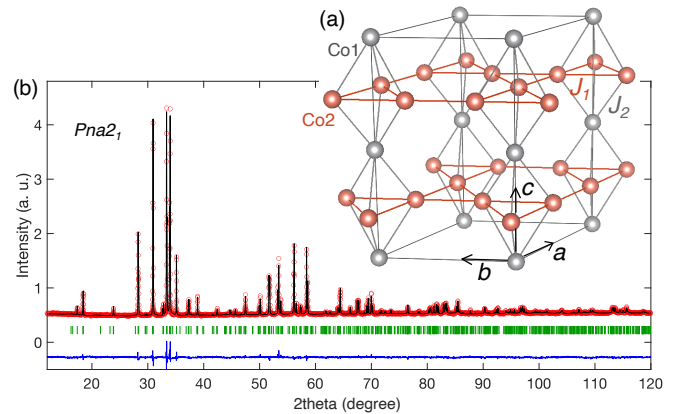 (a)
Co1
J1
J2
Co2
c
a
b
(b)
Pna2₁
Intensity (a. u.)
4
3
2
1
0
20 30 40 50 60 70 80 90 100 110 120
2theta (degree)